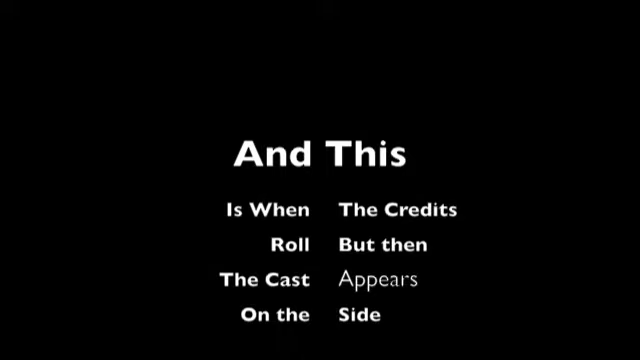 And This
Is When The Credits
Roll But then
The Cast Appears
On the Side